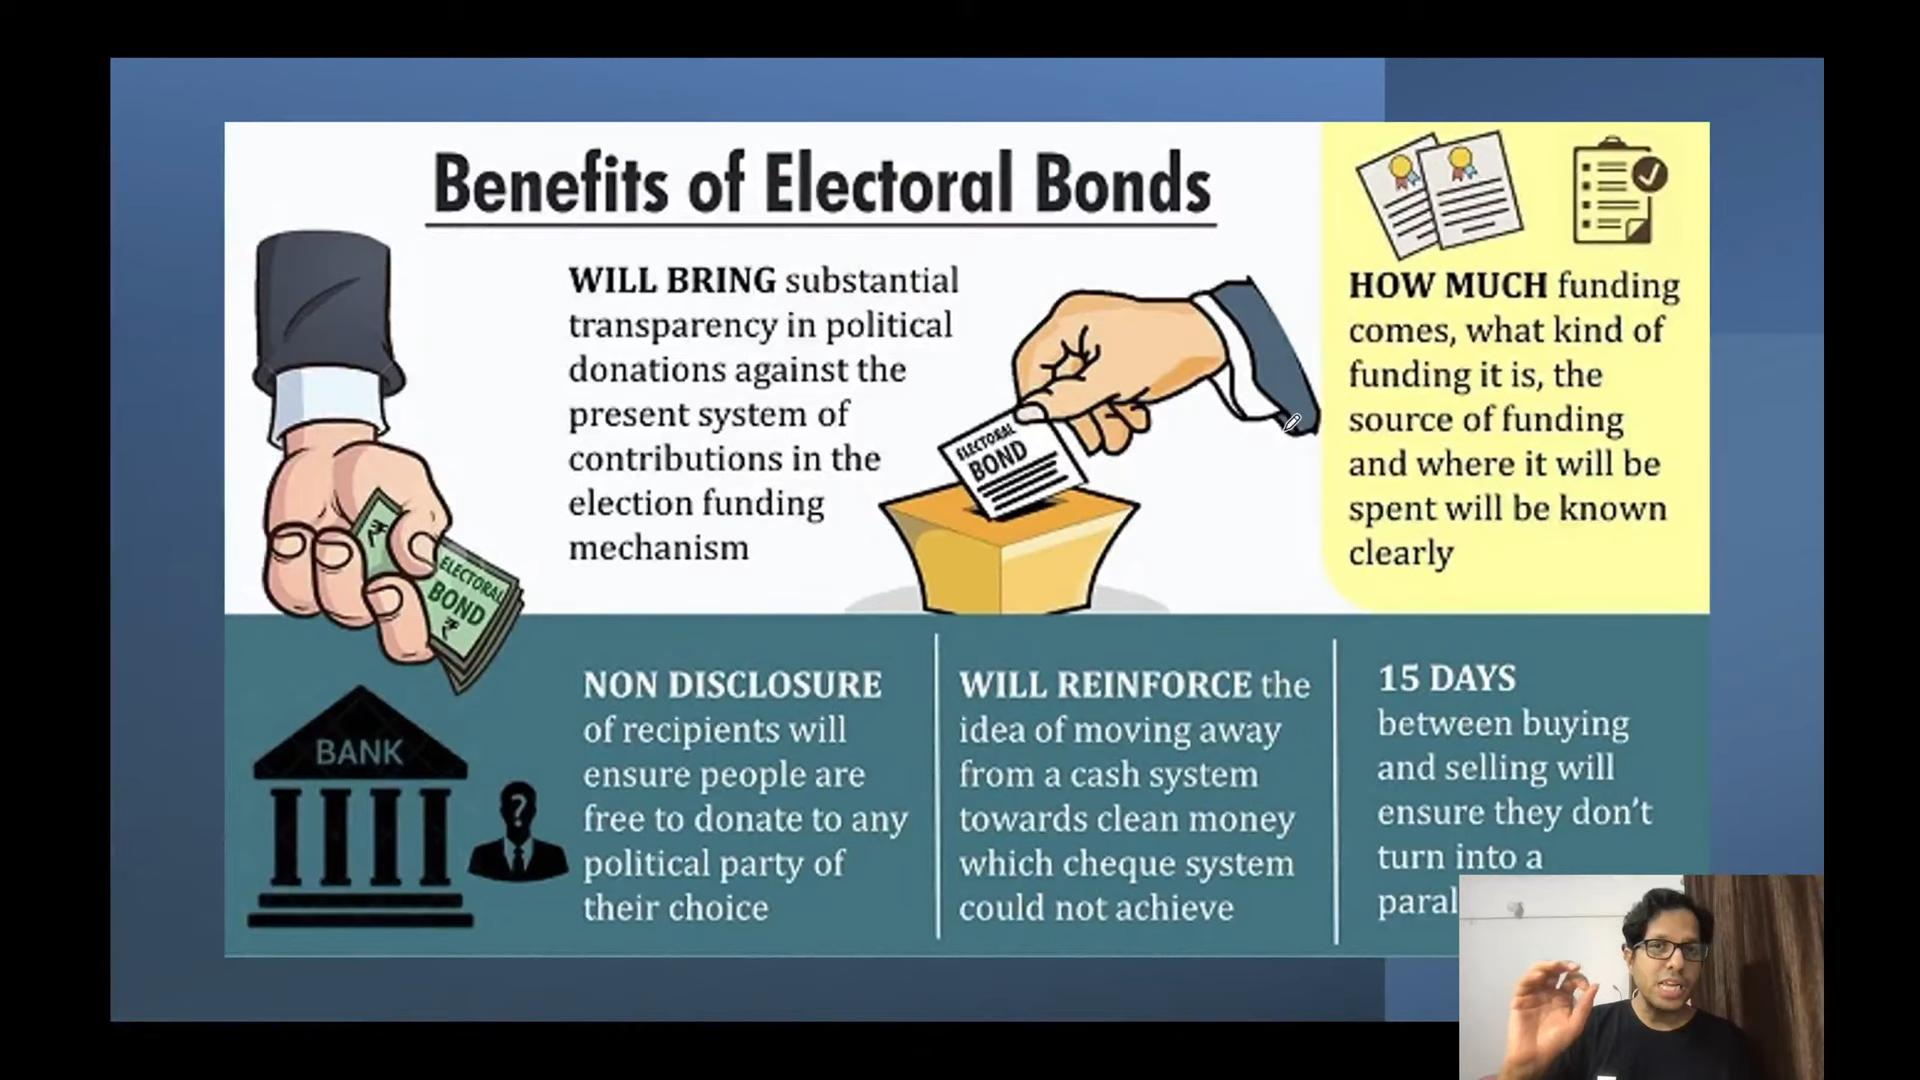 Benefits of Electoral Bonds
WILL BRING substantial
transparency in political
donations against the
present system of
contributions in the
election funding
mechanism
ELECTORAL
BOND
HOW MUCH funding
comes, what kind of
funding it is, the
source of funding
and where it will be
spent will be known
clearly
₹
ELECTORAL
BOND
₹
BANK
?
NON DISCLOSURE
of recipients will
ensure people are
free to donate to any
political party of
their choice
WILL REINFORCE the
idea of moving away
from a cash system
towards clean money
which cheque system
could not achieve
15 DAYS
between buying
and selling will
ensure they don't
turn into a